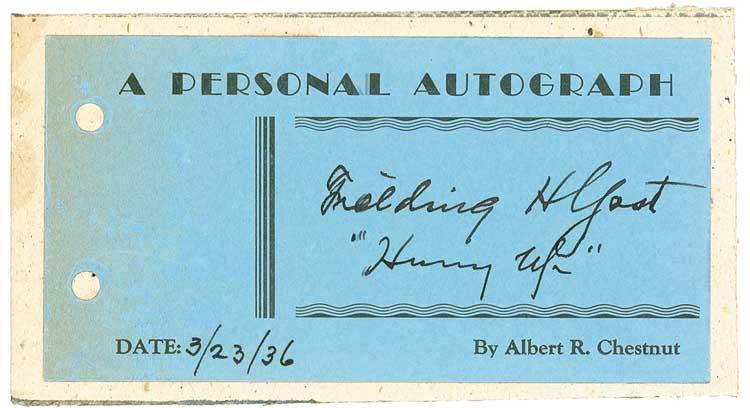 A PERSONAL AUTOGRAPH
Fielding H Yost
"Hurry Up"
DATE: 3/23/36
By Albert R. Chestnut